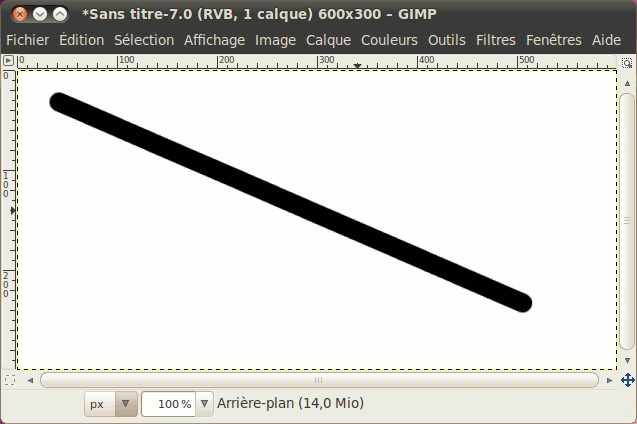 *Sans titre-7.0 (RVB, 1 calque) 600x300 – GIMP
Fichier Édition Sélection Affichage Image Calque Couleurs Outils Filtres Fenêtres Aide
0 100 200 300 400 500
0
100
200
px 100 % Arrière-plan (14,0 Mio)